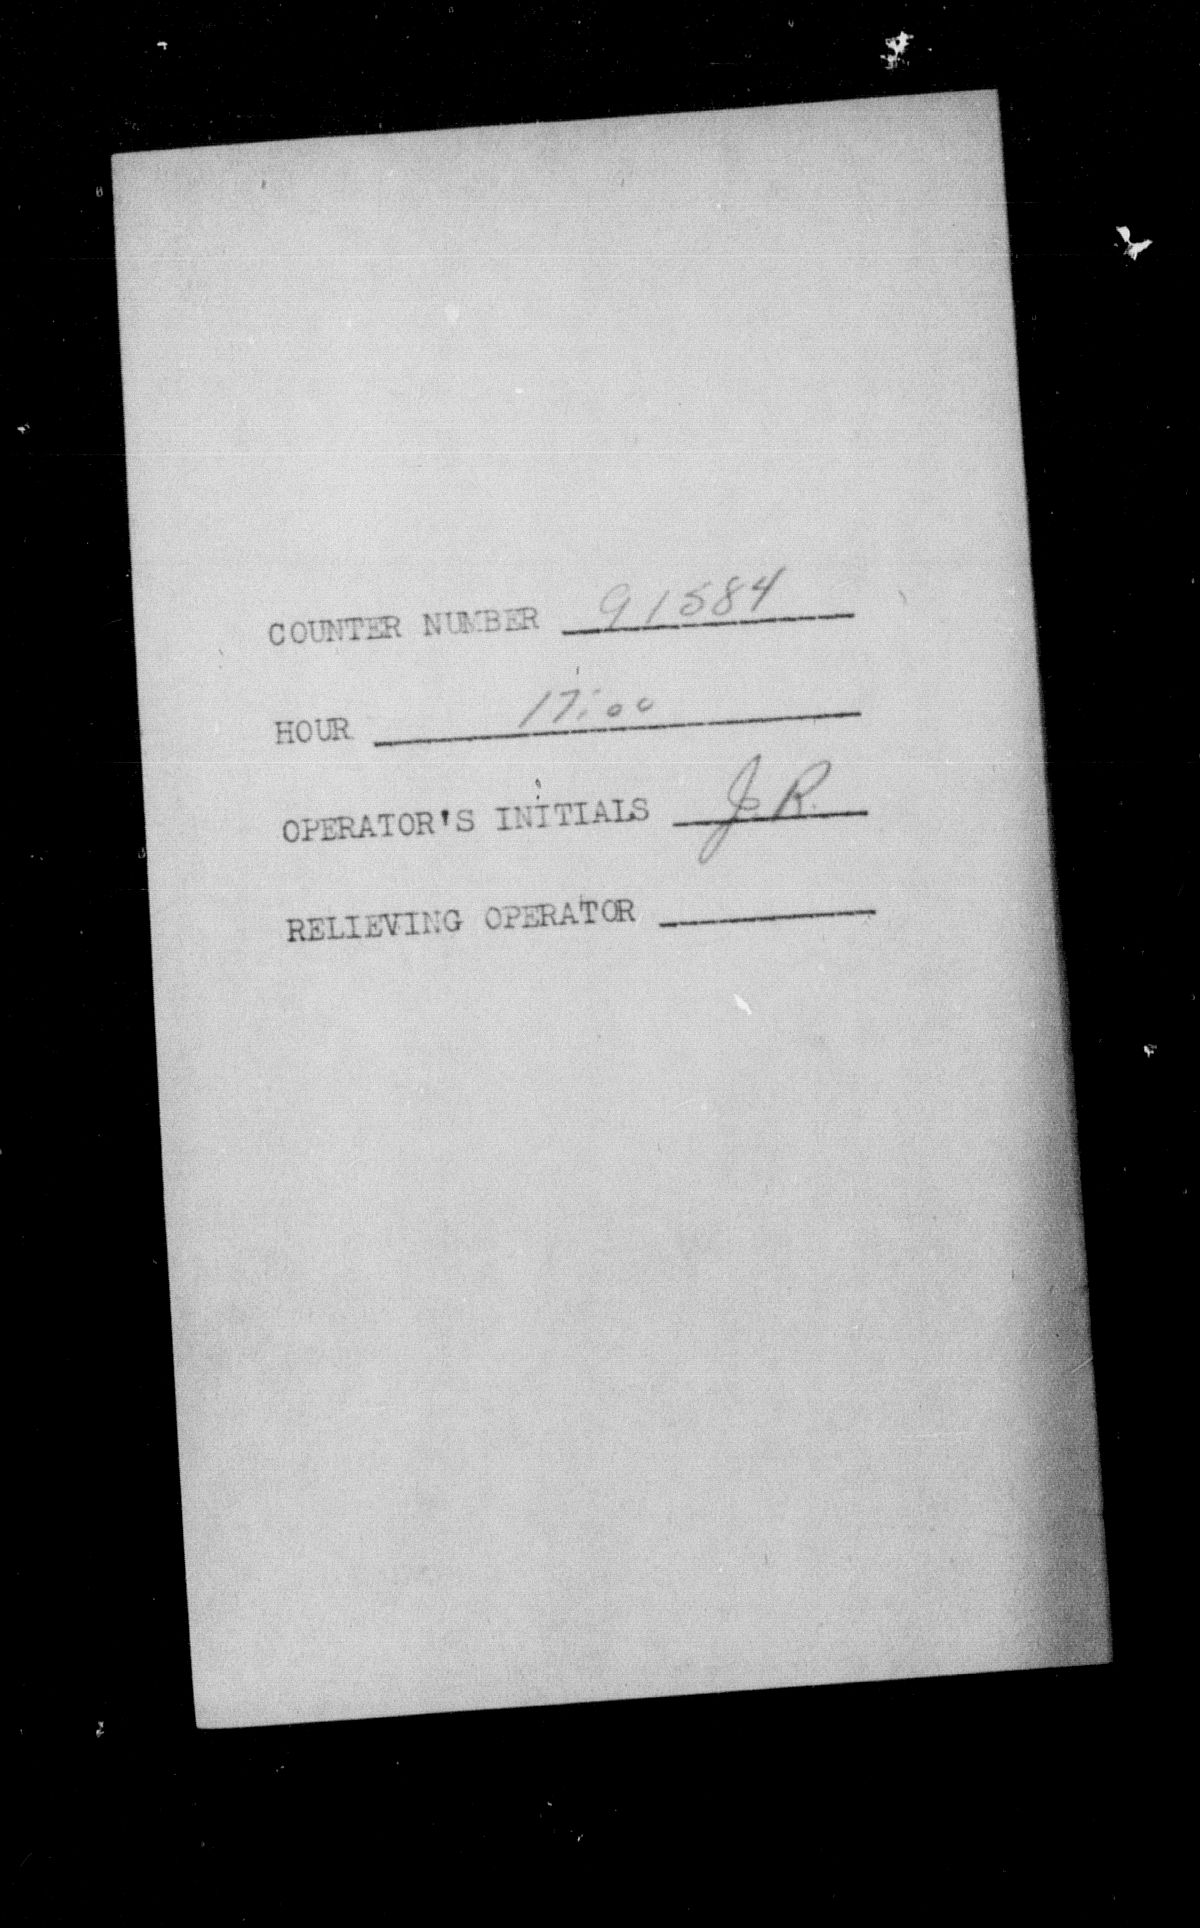 COUNTER NUMBER 91584
HOUR 17:00
OPERATOR'S INITIALS J.R.
RELIEVING OPERATOR